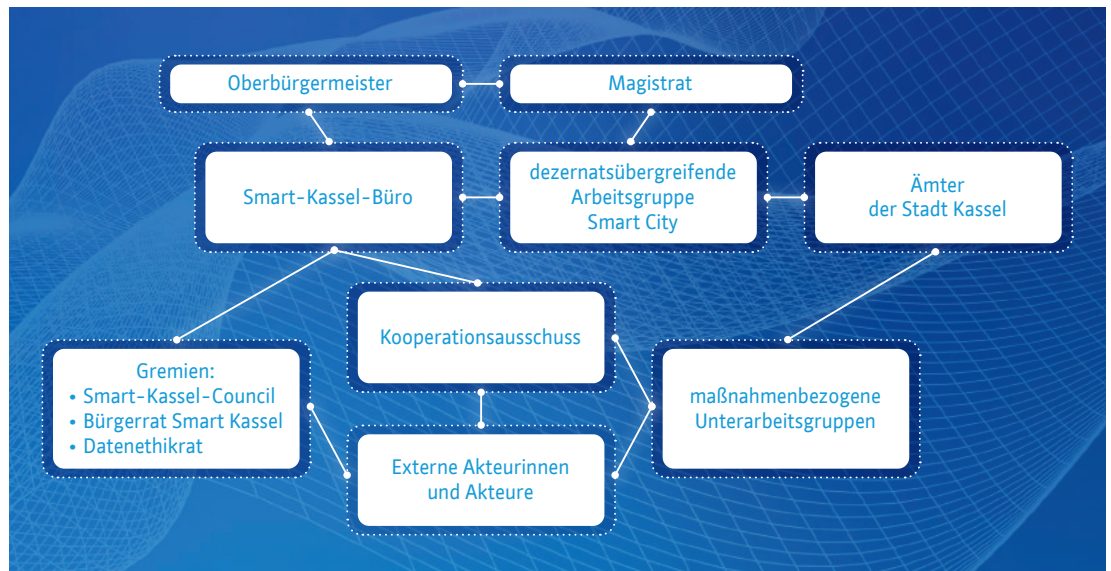 Oberbürgermeister
Magistrat
Smart-Kassel-Büro
dezernatsübergreifende
Arbeitsgruppe
Smart City
Ämter
der Stadt Kassel
Kooperationsausschuss
Gremien:
• Smart-Kassel-Council
• Bürgerrat Smart Kassel
• Datenethikrat
maßnahmenbezogene
Unterarbeitsgruppen
Externe Akteurinnen
und Akteure